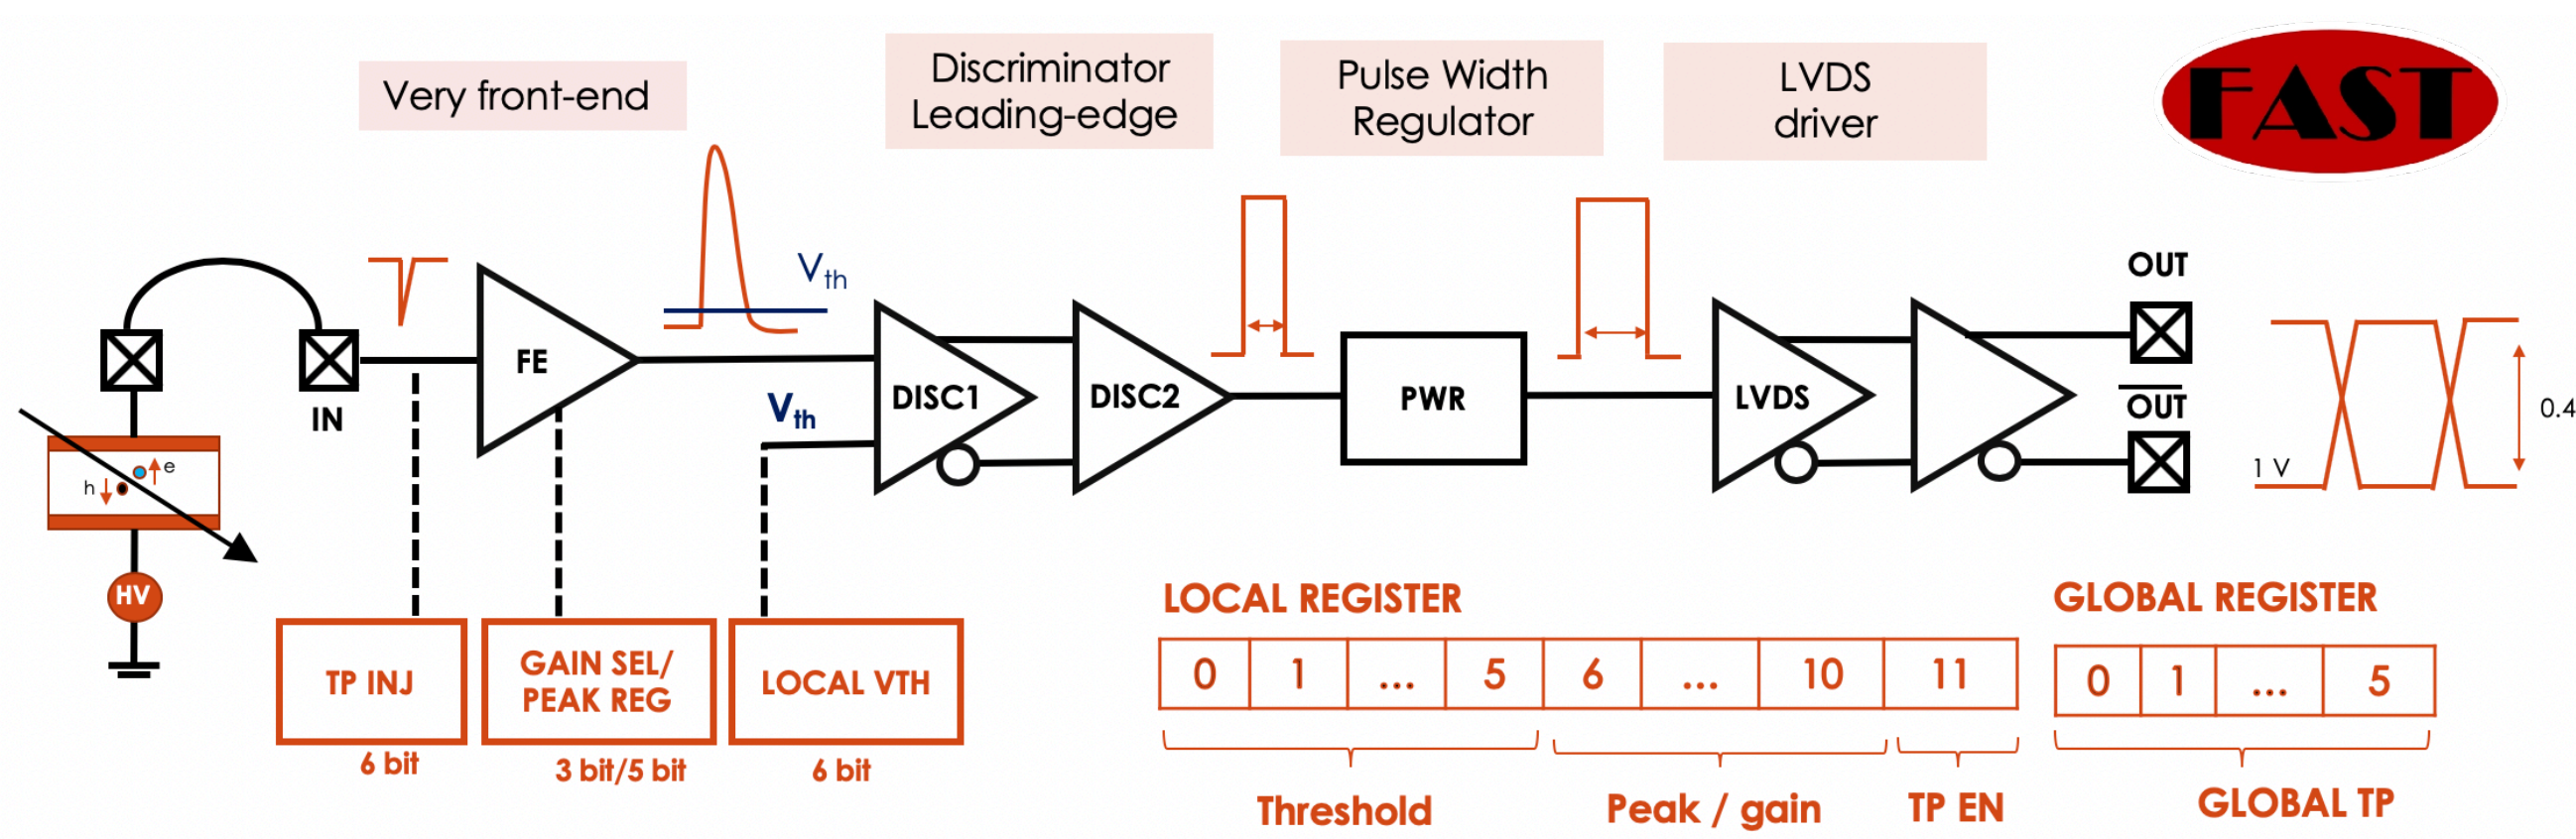 Very front-end
Discriminator
Leading-edge
Pulse Width
Regulator
LVDS
driver
FAST
Vth
OUT
IN
FE
Vth
DISC1
DISC2
PWR
LVDS
OUT
0.4
1 V
e
h
HV
TP INJ
6 bit
GAIN SEL/
PEAK REG
3 bit/5 bit
LOCAL VTH
6 bit
LOCAL REGISTER
0 1 ... 5 6 ... 10 11
Threshold
Peak / gain
TP EN
GLOBAL REGISTER
0 1 ... 5
GLOBAL TP